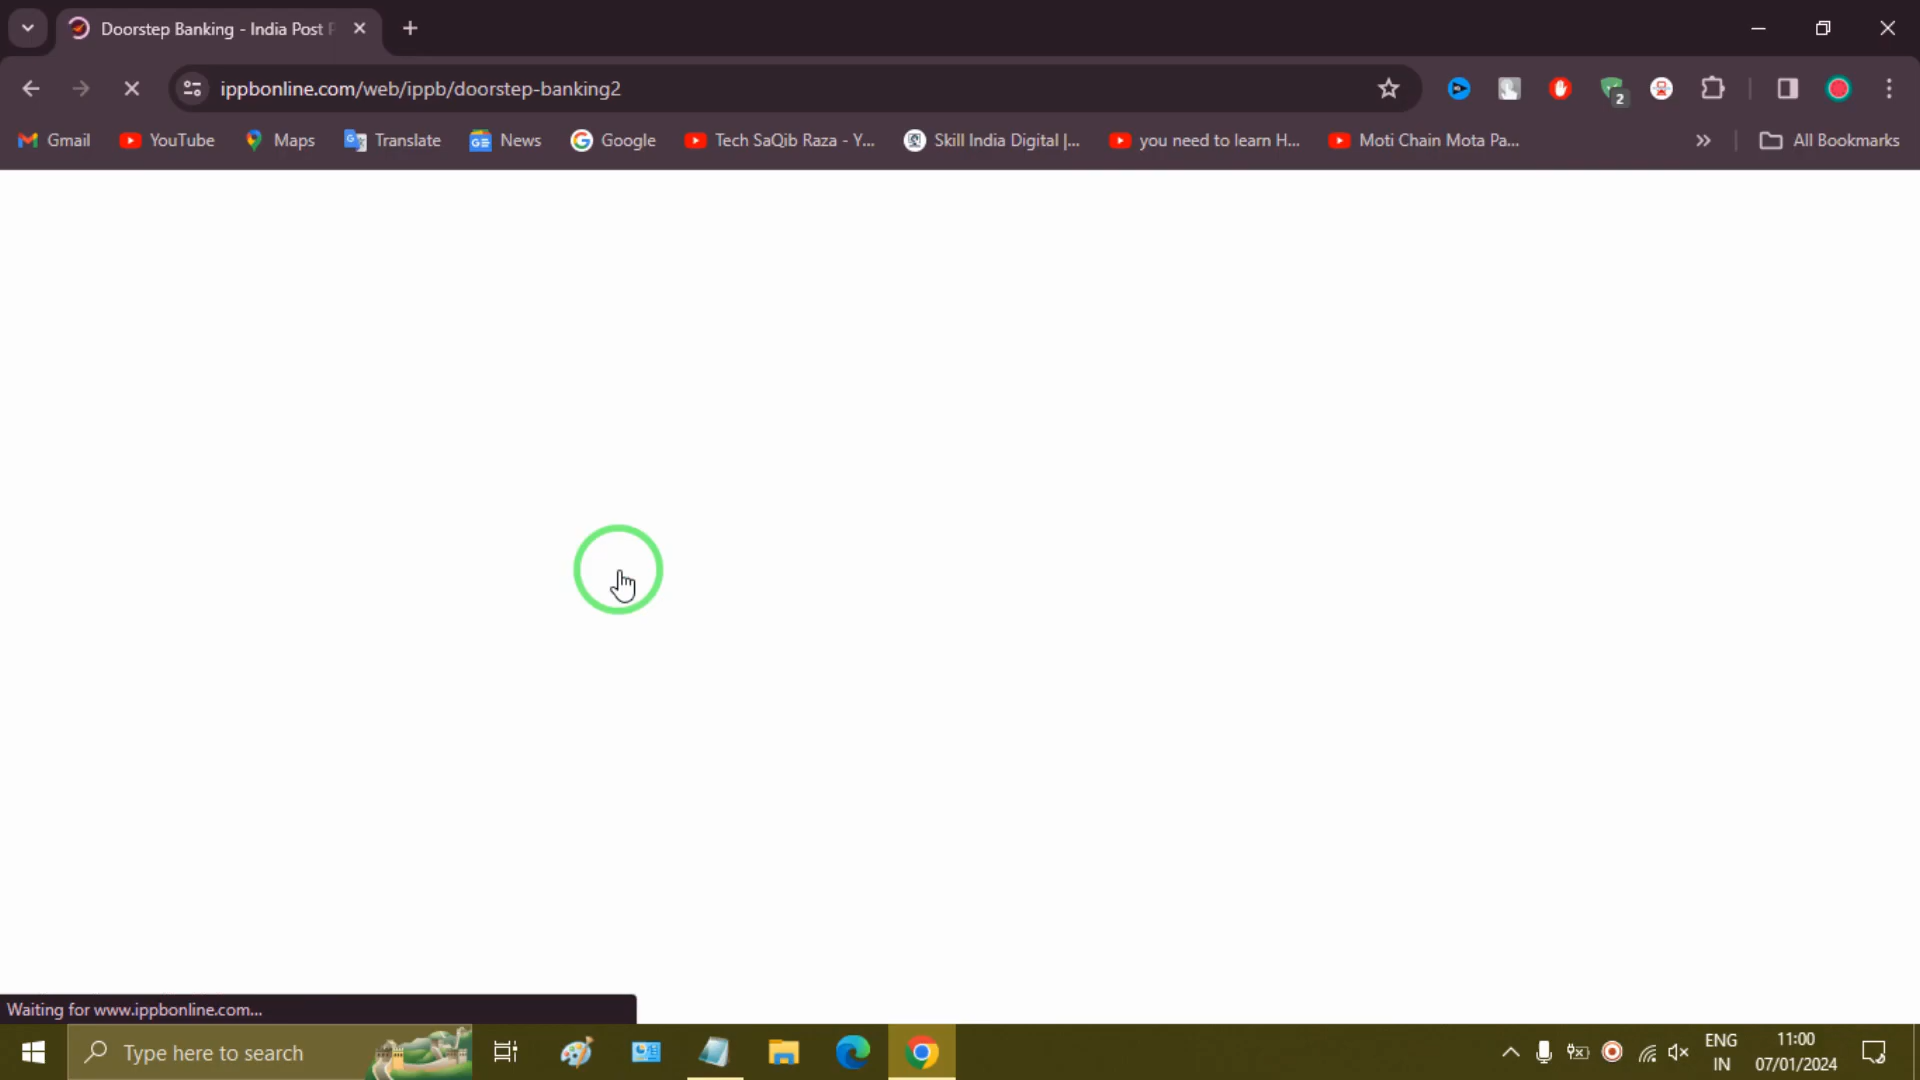 Doorstep Banking - India Post
ippbonline.com/web/ippb/doorstep-banking2
2
Gmail
YouTube
Maps
Translate
News
Google
Tech SaQib Raza - Y...
Skill India Digital |...
you need to learn H...
Moti Chain Mota Pa...
All Bookmarks
Waiting for www.ippbonline.com...
Type here to search
ENG
IN
11:00
07/01/2024